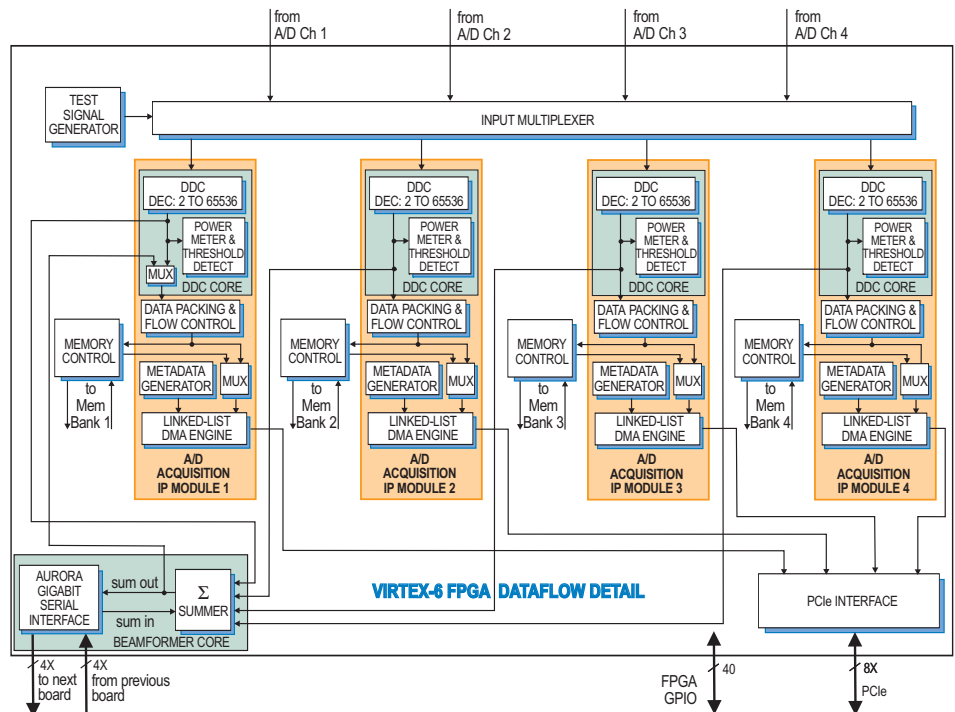 from
A/D Ch 1
from
A/D Ch 2
from
A/D Ch 3
from
A/D Ch 4
TEST
SIGNAL
GENERATOR
INPUT MULTIPLEXER
DDC
DEC: 2 TO 65536
POWER
METER &
THRESHOLD
DETECT
MUX
DDC CORE
DATA PACKING &
FLOW CONTROL
MEMORY
CONTROL
METADATA
GENERATOR
MUX
to
Mem
Bank 1
LINKED-LIST
DMA ENGINE
A/D
ACQUISITION
IP MODULE 1
DDC
DEC: 2 TO 65536
POWER
METER &
THRESHOLD
DETECT
DDC CORE
DATA PACKING &
FLOW CONTROL
MEMORY
CONTROL
METADATA
GENERATOR
MUX
to
Mem
Bank 2
LINKED-LIST
DMA ENGINE
A/D
ACQUISITION
IP MODULE 2
DDC
DEC: 2 TO 65536
POWER
METER &
THRESHOLD
DETECT
DDC CORE
DATA PACKING &
FLOW CONTROL
MEMORY
CONTROL
METADATA
GENERATOR
MUX
to
Mem
Bank 3
LINKED-LIST
DMA ENGINE
A/D
ACQUISITION
IP MODULE 3
DDC
DEC: 2 TO 65536
POWER
METER &
THRESHOLD
DETECT
DDC CORE
DATA PACKING &
FLOW CONTROL
MEMORY
CONTROL
METADATA
GENERATOR
MUX
to
Mem
Bank 4
LINKED-LIST
DMA ENGINE
A/D
ACQUISITION
IP MODULE 4
AURORA
GIGABIT
SERIAL
INTERFACE
sum out
sum in
Σ
SUMMER
BEAMFORMER CORE
VIRTEX-6 FPGA DATAFLOW DETAIL
PCIe INTERFACE
4X
to next
board
4X
from previous
board
40
FPGA
GPIO
8X
PCIe